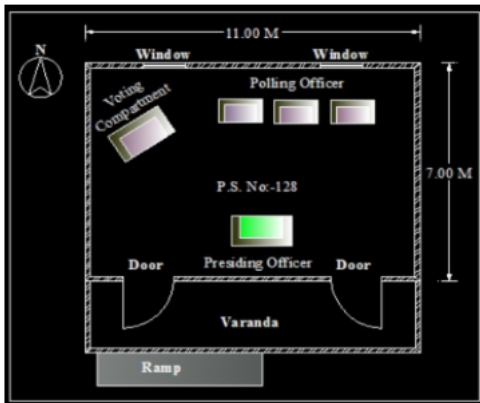 11.00 M
N
Window
Window
Voting
Compartment
Polling Officer
7.00 M
P.S. No:-128
Door
Presiding Officer
Door
Varanda
Ramp